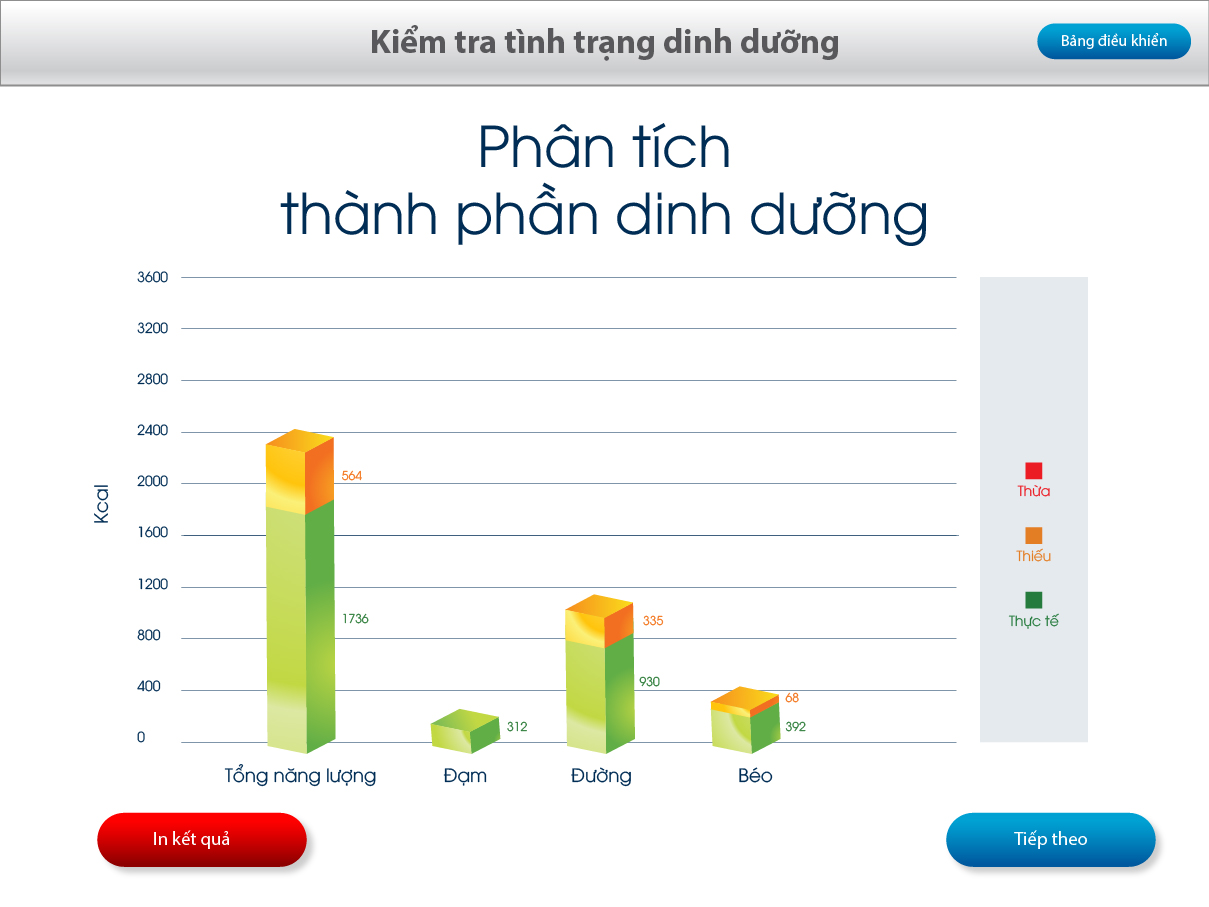 Kiểm tra tình trạng dinh dưỡng
Bảng điều khiển
Phân tích
thành phần dinh dưỡng
3600
3200
2800
2400
2000
1600
1200
800
400
0
Kcal
564
1736
312
335
930
68
392
Tổng năng lượng
Đạm
Đường
Béo
Thừa
Thiếu
Thực tế
In kết quả
Tiếp theo